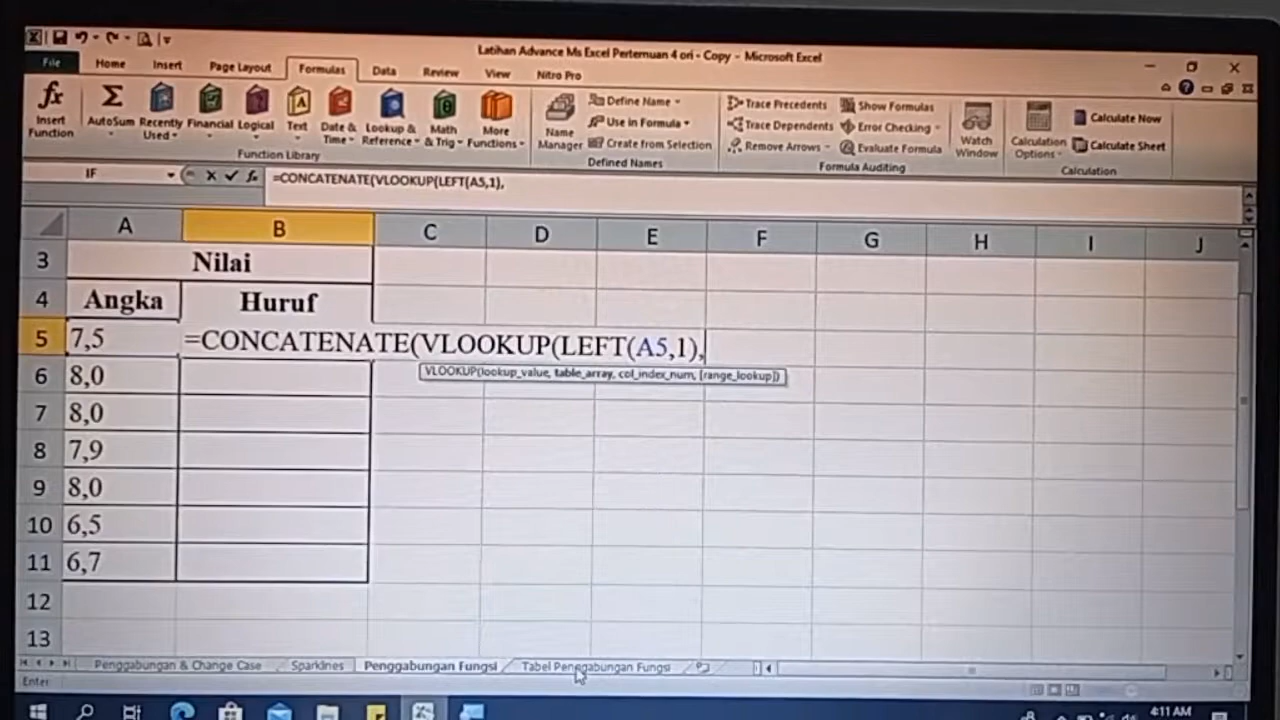 Latihan Advance Ms Excel Pertemuan 4 ori - Copy - Microsoft Excel
File Home Insert Page Layout Formulas Data Review View Nitro Pro
Insert Function
AutoSum
Recently Used
Financial
Logical
Text
Date & Time
Lookup & Reference
Math & Trig
More Functions
Function Library
Name Manager
Define Name
Use in Formula
Create from Selection
Defined Names
Trace Precedents
Trace Dependents
Remove Arrows
Show Formulas
Error Checking
Evaluate Formula
Formula Auditing
Watch Window
Calculation Options
Calculate Now
Calculate Sheet
Calculation
IF fx =CONCATENATE(VLOOKUP(LEFT(A5,1),
A B C D E F G H I J
3 Nilai
4 Angka Huruf
5 7,5 =CONCATENATE(VLOOKUP(LEFT(A5,1),
VLOOKUP(lookup_value, table_array, col_index_num, [range_lookup])
6 8,0
7 8,0
8 7,9
9 8,0
10 6,5
11 6,7
12
13
Penggabungan & Change Case Sparklines Penggabungan Fungsi Tabel Penggabungan Fungsi
Enter
4:11 AM